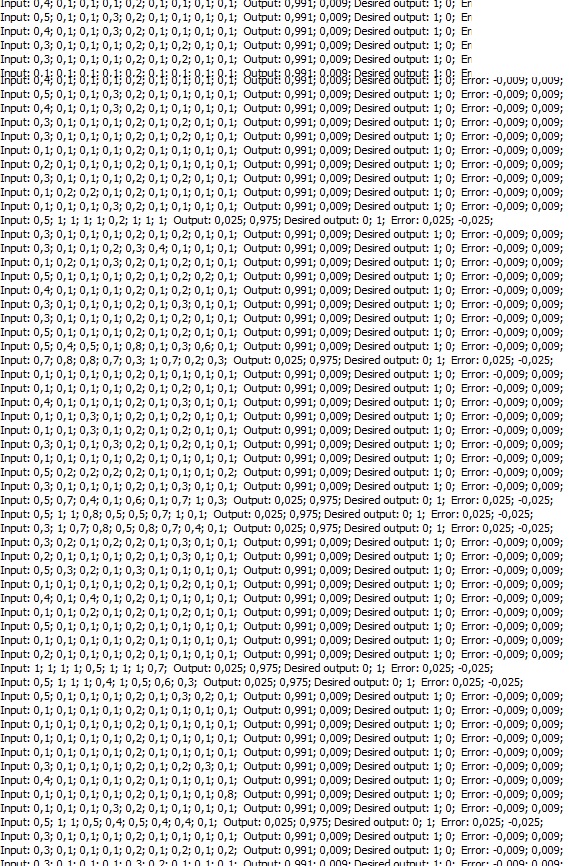 Input: 0,4; 0,1; 0,1; 0,1; 0,2; 0,1; 0,1; 0,1; 0,1; Output: 0,991; 0,009; Desired output: 1; 0; Er
Input: 0,5; 0,1; 0,1; 0,3; 0,2; 0,1; 0,1; 0,1; 0,1; Output: 0,991; 0,009; Desired output: 1; 0; Er
Input: 0,4; 0,1; 0,1; 0,3; 0,2; 0,1; 0,1; 0,1; 0,1; Output: 0,991; 0,009; Desired output: 1; 0; Er
Input: 0,3; 0,1; 0,1; 0,1; 0,2; 0,1; 0,2; 0,1; 0,1; Output: 0,991; 0,009; Desired output: 1; 0; Er
Input: 0,3; 0,1; 0,1; 0,1; 0,2; 0,1; 0,2; 0,1; 0,1; Output: 0,991; 0,009; Desired output: 1; 0; Er
Input: 0,1; 0,1; 0,1; 0,1; 0,1; 0,1; 0,1; 0,1; 0,1; Output: 0,991; 0,009; Desired output: 1; 0; Er
Input: 0,4; 0,1; 0,1; 0,1; 0,2; 0,1; 0,1; 0,1; 0,1; Output: 0,991; 0,009; Desired output: 1; 0; Error: -0,009; 0,009;
Input: 0,5; 0,1; 0,1; 0,3; 0,2; 0,1; 0,1; 0,1; 0,1; Output: 0,991; 0,009; Desired output: 1; 0; Error: -0,009; 0,009;
Input: 0,4; 0,1; 0,1; 0,3; 0,2; 0,1; 0,1; 0,1; 0,1; Output: 0,991; 0,009; Desired output: 1; 0; Error: -0,009; 0,009;
Input: 0,3; 0,1; 0,1; 0,1; 0,2; 0,1; 0,2; 0,1; 0,1; Output: 0,991; 0,009; Desired output: 1; 0; Error: -0,009; 0,009;
Input: 0,3; 0,1; 0,1; 0,1; 0,2; 0,1; 0,2; 0,1; 0,1; Output: 0,991; 0,009; Desired output: 1; 0; Error: -0,009; 0,009;
Input: 0,1; 0,1; 0,1; 0,1; 0,2; 0,1; 0,1; 0,1; 0,1; Output: 0,991; 0,009; Desired output: 1; 0; Error: -0,009; 0,009;
Input: 0,2; 0,1; 0,1; 0,1; 0,2; 0,1; 0,1; 0,1; 0,1; Output: 0,991; 0,009; Desired output: 1; 0; Error: -0,009; 0,009;
Input: 0,3; 0,1; 0,1; 0,1; 0,2; 0,1; 0,2; 0,1; 0,1; Output: 0,991; 0,009; Desired output: 1; 0; Error: -0,009; 0,009;
Input: 0,1; 0,2; 0,2; 0,1; 0,2; 0,1; 0,1; 0,1; 0,1; Output: 0,991; 0,009; Desired output: 1; 0; Error: -0,009; 0,009;
Input: 0,1; 0,1; 0,1; 0,3; 0,2; 0,1; 0,1; 0,1; 0,1; Output: 0,991; 0,009; Desired output: 1; 0; Error: -0,009; 0,009;
Input: 0,5; 1; 1; 1; 1; 0,2; 1; 1; 1; Output: 0,025; 0,975; Desired output: 0; 1; Error: 0,025; -0,025;
Input: 0,3; 0,1; 0,1; 0,1; 0,2; 0,1; 0,2; 0,1; 0,1; Output: 0,991; 0,009; Desired output: 1; 0; Error: -0,009; 0,009;
Input: 0,3; 0,1; 0,1; 0,2; 0,3; 0,4; 0,1; 0,1; 0,1; Output: 0,991; 0,009; Desired output: 1; 0; Error: -0,009; 0,009;
Input: 0,1; 0,2; 0,1; 0,3; 0,2; 0,1; 0,2; 0,1; 0,1; Output: 0,991; 0,009; Desired output: 1; 0; Error: -0,009; 0,009;
Input: 0,5; 0,1; 0,1; 0,1; 0,2; 0,1; 0,2; 0,2; 0,1; Output: 0,991; 0,009; Desired output: 1; 0; Error: -0,009; 0,009;
Input: 0,4; 0,1; 0,1; 0,1; 0,2; 0,1; 0,2; 0,1; 0,1; Output: 0,991; 0,009; Desired output: 1; 0; Error: -0,009; 0,009;
Input: 0,3; 0,1; 0,1; 0,1; 0,2; 0,1; 0,3; 0,1; 0,1; Output: 0,991; 0,009; Desired output: 1; 0; Error: -0,009; 0,009;
Input: 0,3; 0,1; 0,1; 0,1; 0,2; 0,1; 0,2; 0,1; 0,1; Output: 0,991; 0,009; Desired output: 1; 0; Error: -0,009; 0,009;
Input: 0,5; 0,1; 0,1; 0,1; 0,2; 0,1; 0,2; 0,1; 0,1; Output: 0,991; 0,009; Desired output: 1; 0; Error: -0,009; 0,009;
Input: 0,5; 0,4; 0,5; 0,1; 0,8; 0,1; 0,3; 0,6; 0,1; Output: 0,991; 0,009; Desired output: 1; 0; Error: -0,009; 0,009;
Input: 0,7; 0,8; 0,8; 0,7; 0,3; 1; 0,7; 0,2; 0,3; Output: 0,025; 0,975; Desired output: 0; 1; Error: 0,025; -0,025;
Input: 0,1; 0,1; 0,1; 0,1; 0,2; 0,1; 0,1; 0,1; 0,1; Output: 0,991; 0,009; Desired output: 1; 0; Error: -0,009; 0,009;
Input: 0,1; 0,1; 0,1; 0,1; 0,2; 0,1; 0,2; 0,1; 0,1; Output: 0,991; 0,009; Desired output: 1; 0; Error: -0,009; 0,009;
Input: 0,4; 0,1; 0,1; 0,1; 0,2; 0,1; 0,3; 0,1; 0,1; Output: 0,991; 0,009; Desired output: 1; 0; Error: -0,009; 0,009;
Input: 0,1; 0,1; 0,3; 0,1; 0,2; 0,1; 0,1; 0,1; 0,1; Output: 0,991; 0,009; Desired output: 1; 0; Error: -0,009; 0,009;
Input: 0,1; 0,1; 0,1; 0,3; 0,2; 0,1; 0,1; 0,1; 0,1; Output: 0,991; 0,009; Desired output: 1; 0; Error: -0,009; 0,009;
Input: 0,3; 0,1; 0,1; 0,3; 0,2; 0,1; 0,2; 0,1; 0,1; Output: 0,991; 0,009; Desired output: 1; 0; Error: -0,009; 0,009;
Input: 0,1; 0,1; 0,1; 0,1; 0,2; 0,1; 0,1; 0,1; 0,1; Output: 0,991; 0,009; Desired output: 1; 0; Error: -0,009; 0,009;
Input: 0,5; 0,2; 0,2; 0,2; 0,2; 0,1; 0,1; 0,1; 0,2; Output: 0,991; 0,009; Desired output: 1; 0; Error: -0,009; 0,009;
Input: 0,3; 0,1; 0,1; 0,1; 0,2; 0,1; 0,3; 0,1; 0,1; Output: 0,991; 0,009; Desired output: 1; 0; Error: -0,009; 0,009;
Input: 0,5; 0,7; 0,4; 0,1; 0,6; 0,1; 0,7; 1; 0,3; Output: 0,025; 0,975; Desired output: 0; 1; Error: 0,025; -0,025;
Input: 0,5; 1; 1; 0,8; 0,5; 0,5; 0,7; 1; 0,1; Output: 0,025; 0,975; Desired output: 0; 1; Error: 0,025; -0,025;
Input: 0,3; 1; 0,7; 0,8; 0,5; 0,8; 0,7; 0,4; 0,1; Output: 0,025; 0,975; Desired output: 0; 1; Error: 0,025; -0,025;
Input: 0,3; 0,2; 0,1; 0,2; 0,2; 0,1; 0,3; 0,1; 0,1; Output: 0,991; 0,009; Desired output: 1; 0; Error: -0,009; 0,009;
Input: 0,2; 0,1; 0,1; 0,1; 0,2; 0,1; 0,3; 0,1; 0,1; Output: 0,991; 0,009; Desired output: 1; 0; Error: -0,009; 0,009;
Input: 0,5; 0,3; 0,2; 0,1; 0,3; 0,1; 0,1; 0,1; 0,1; Output: 0,991; 0,009; Desired output: 1; 0; Error: -0,009; 0,009;
Input: 0,1; 0,1; 0,1; 0,1; 0,2; 0,1; 0,2; 0,1; 0,1; Output: 0,991; 0,009; Desired output: 1; 0; Error: -0,009; 0,009;
Input: 0,4; 0,1; 0,4; 0,1; 0,2; 0,1; 0,1; 0,1; 0,1; Output: 0,991; 0,009; Desired output: 1; 0; Error: -0,009; 0,009;
Input: 0,1; 0,1; 0,2; 0,1; 0,2; 0,1; 0,2; 0,1; 0,1; Output: 0,991; 0,009; Desired output: 1; 0; Error: -0,009; 0,009;
Input: 0,5; 0,1; 0,1; 0,1; 0,2; 0,1; 0,1; 0,1; 0,1; Output: 0,991; 0,009; Desired output: 1; 0; Error: -0,009; 0,009;
Input: 0,1; 0,1; 0,1; 0,1; 0,2; 0,1; 0,1; 0,1; 0,1; Output: 0,991; 0,009; Desired output: 1; 0; Error: -0,009; 0,009;
Input: 0,2; 0,1; 0,1; 0,1; 0,2; 0,1; 0,1; 0,1; 0,1; Output: 0,991; 0,009; Desired output: 1; 0; Error: -0,009; 0,009;
Input: 1; 1; 1; 1; 0,5; 1; 1; 1; 0,7; Output: 0,025; 0,975; Desired output: 0; 1; Error: 0,025; -0,025;
Input: 0,5; 1; 1; 1; 0,4; 1; 0,5; 0,6; 0,3; Output: 0,025; 0,975; Desired output: 0; 1; Error: 0,025; -0,025;
Input: 0,5; 0,1; 0,1; 0,1; 0,2; 0,1; 0,3; 0,2; 0,1; Output: 0,991; 0,009; Desired output: 1; 0; Error: -0,009; 0,009;
Input: 0,1; 0,1; 0,1; 0,1; 0,2; 0,1; 0,1; 0,1; 0,1; Output: 0,991; 0,009; Desired output: 1; 0; Error: -0,009; 0,009;
Input: 0,1; 0,1; 0,1; 0,1; 0,2; 0,1; 0,1; 0,1; 0,1; Output: 0,991; 0,009; Desired output: 1; 0; Error: -0,009; 0,009;
Input: 0,1; 0,1; 0,1; 0,1; 0,2; 0,1; 0,1; 0,1; 0,1; Output: 0,991; 0,009; Desired output: 1; 0; Error: -0,009; 0,009;
Input: 0,1; 0,1; 0,1; 0,1; 0,2; 0,1; 0,1; 0,1; 0,1; Output: 0,991; 0,009; Desired output: 1; 0; Error: -0,009; 0,009;
Input: 0,3; 0,1; 0,1; 0,1; 0,2; 0,1; 0,2; 0,3; 0,1; Output: 0,991; 0,009; Desired output: 1; 0; Error: -0,009; 0,009;
Input: 0,4; 0,1; 0,1; 0,1; 0,2; 0,1; 0,1; 0,1; 0,1; Output: 0,991; 0,009; Desired output: 1; 0; Error: -0,009; 0,009;
Input: 0,1; 0,1; 0,1; 0,1; 0,2; 0,1; 0,1; 0,1; 0,8; Output: 0,991; 0,009; Desired output: 1; 0; Error: -0,009; 0,009;
Input: 0,1; 0,1; 0,1; 0,3; 0,2; 0,1; 0,1; 0,1; 0,1; Output: 0,991; 0,009; Desired output: 1; 0; Error: -0,009; 0,009;
Input: 0,5; 1; 1; 0,5; 0,4; 0,5; 0,4; 0,4; 0,1; Output: 0,025; 0,975; Desired output: 0; 1; Error: 0,025; -0,025;
Input: 0,3; 0,1; 0,1; 0,1; 0,2; 0,1; 0,2; 0,1; 0,1; Output: 0,991; 0,009; Desired output: 1; 0; Error: -0,009; 0,009;
Input: 0,3; 0,1; 0,1; 0,1; 0,2; 0,1; 0,1; 0,1; 0,1; Output: 0,991; 0,009; Desired output: 1; 0; Error: -0,009; 0,009;
Input: 0,3; 0,1; 0,1; 0,1; 0,3; 0,2; 0,1; 0,1; 0,1; Output: 0,991; 0,009; Desired output: 1; 0; Error: -0,009; 0,009;